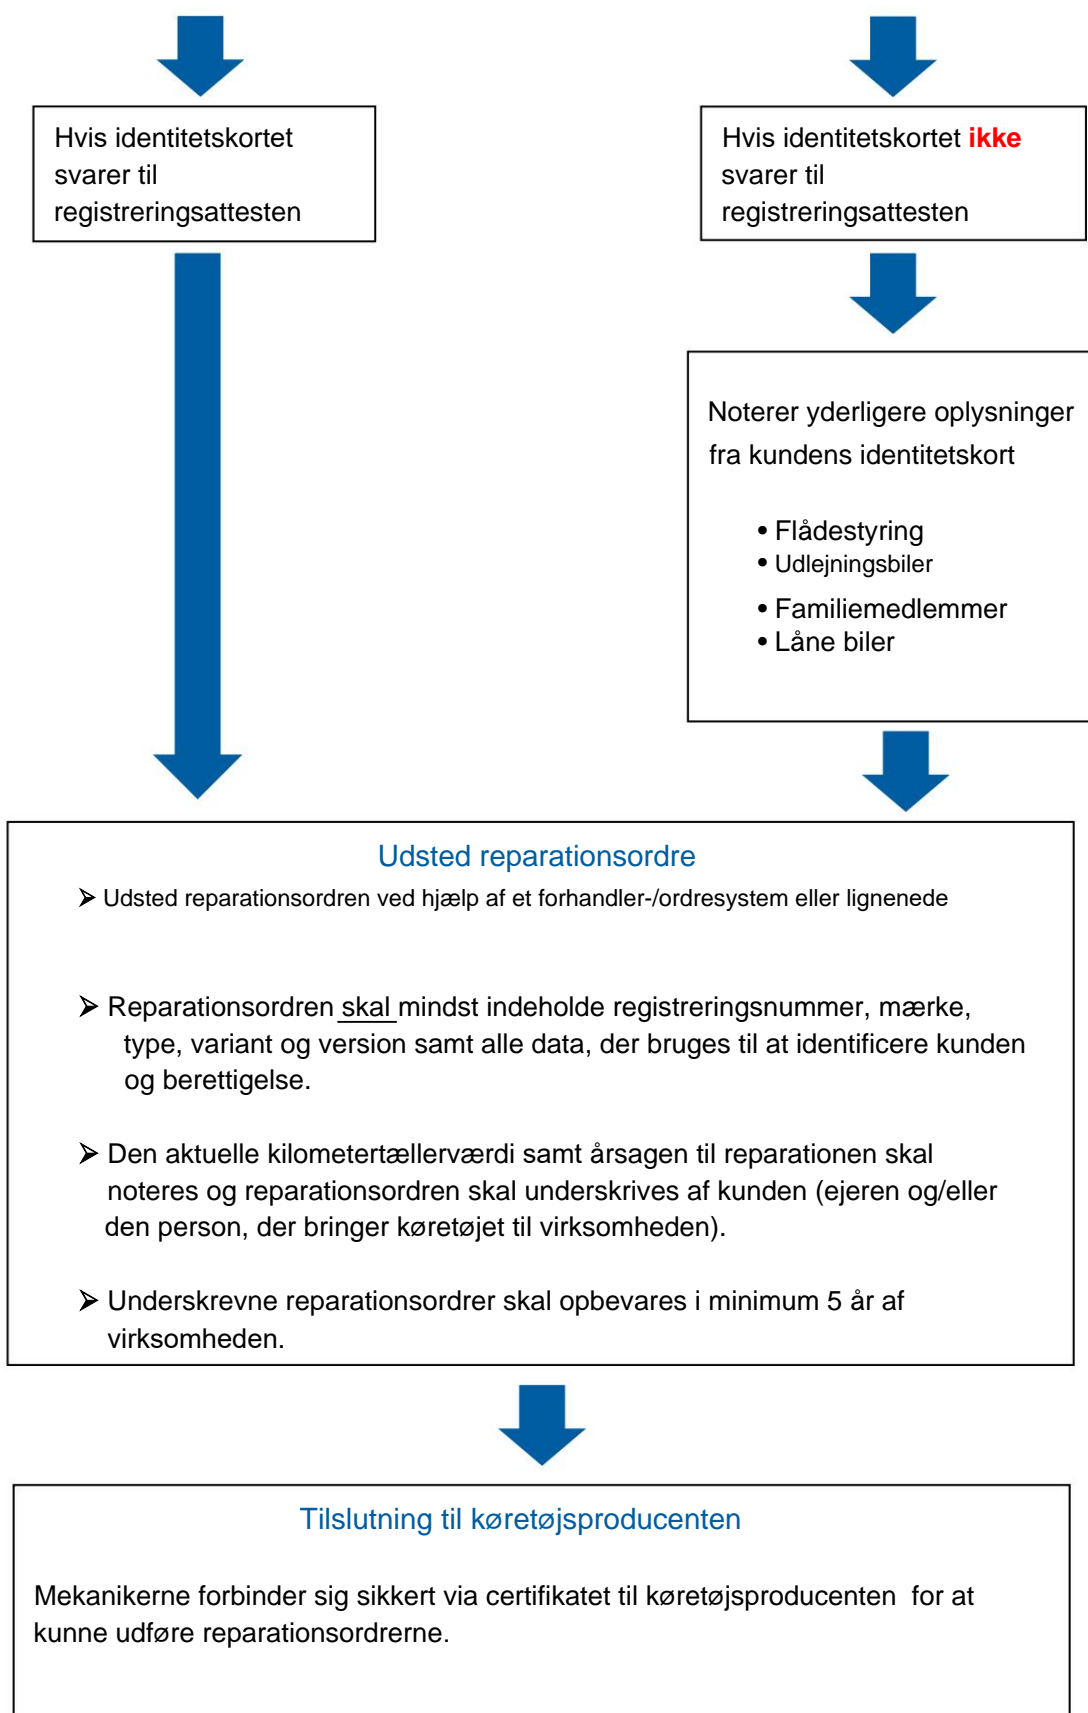 Hvis identitetskortet
svarer til
registreringsattesten
Hvis identitetskortet ikke
svarer til
registreringsattesten
Noterer yderligere oplysninger
fra kundens identitetskort
• Flådestyring
• Udlejningsbiler
• Familiemedlemmer
• Låne biler
Udsted reparationsordre
➢ Udsted reparationsordren ved hjælp af et forhandler-/ordresystem eller lignenede
➢ Reparationsordren skal mindst indeholde registreringsnummer, mærke,
type, variant og version samt alle data, der bruges til at identificere kunden
og berettigelse.
➢ Den aktuelle kilometertællerværdi samt årsagen til reparationen skal
noteres og reparationsordren skal underskrives af kunden (ejeren og/eller
den person, der bringer køretøjet til virksomheden).
➢ Underskrevne reparationsordrer skal opbevares i minimum 5 år af
virksomheden.
Tilslutning til køretøjsproducenten
Mekanikerne forbinder sig sikkert via certifikatet til køretøjsproducenten for at
kunne udføre reparationsordrerne.